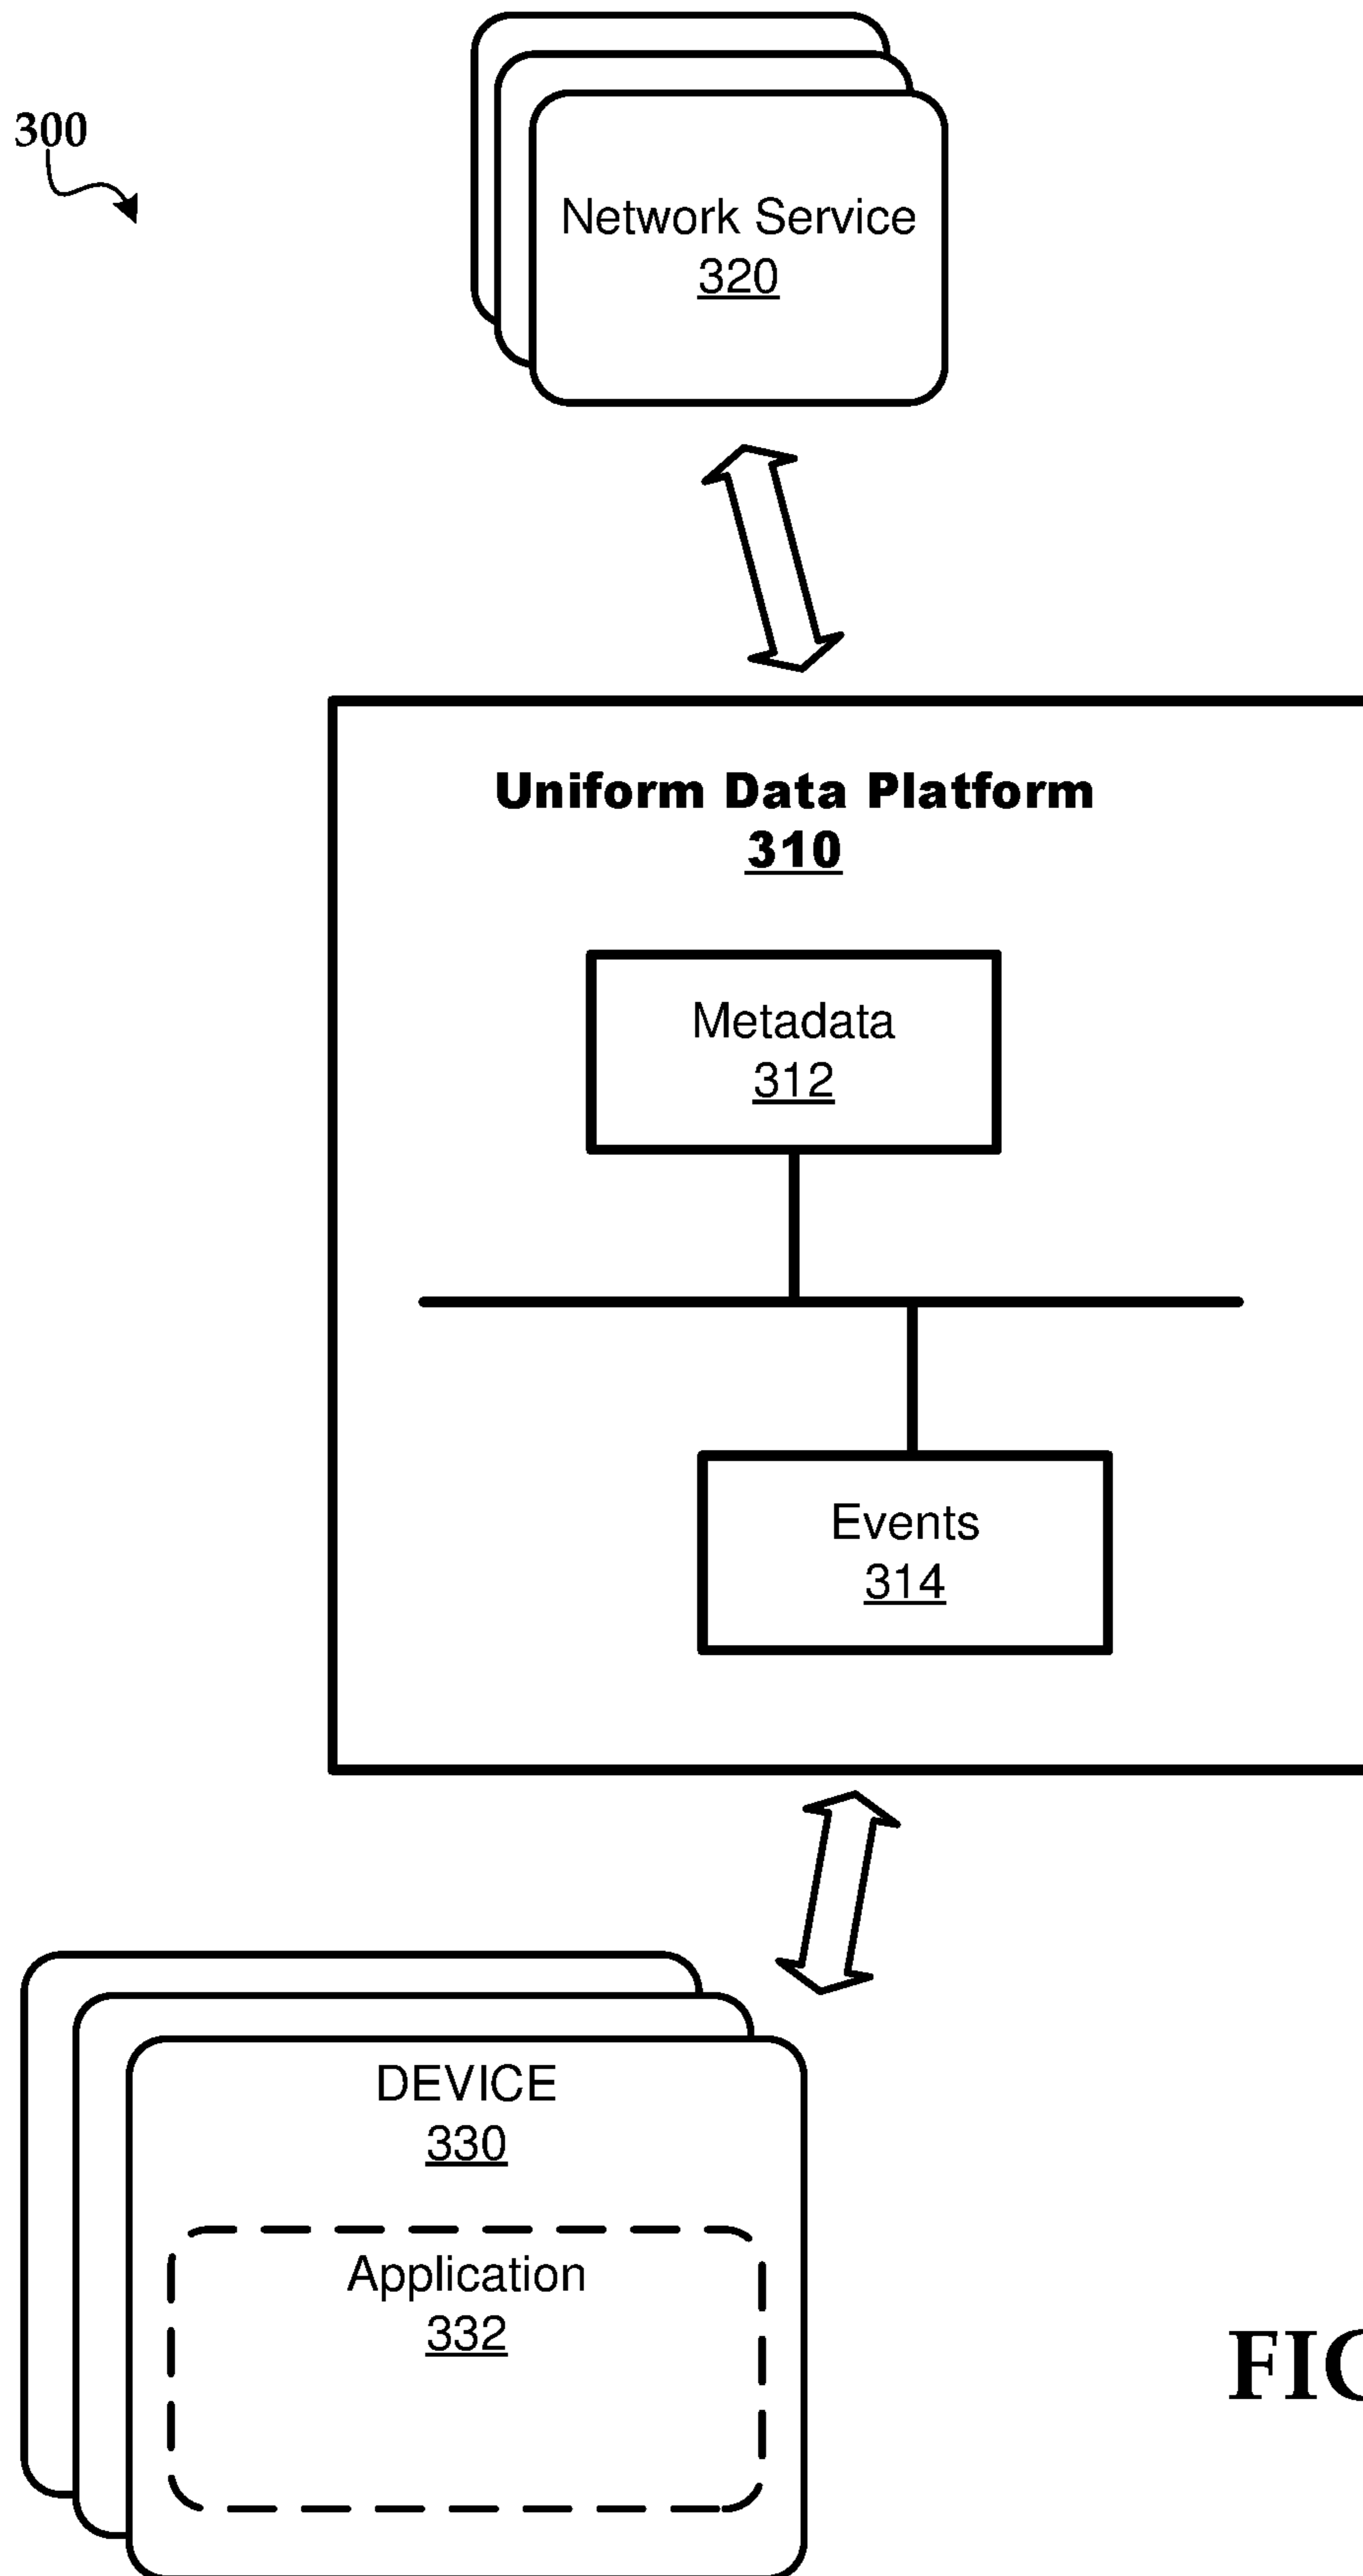 300
Network Service
320
Uniform Data Platform
310
Metadata
312
Events
314
DEVICE
330
Application
332